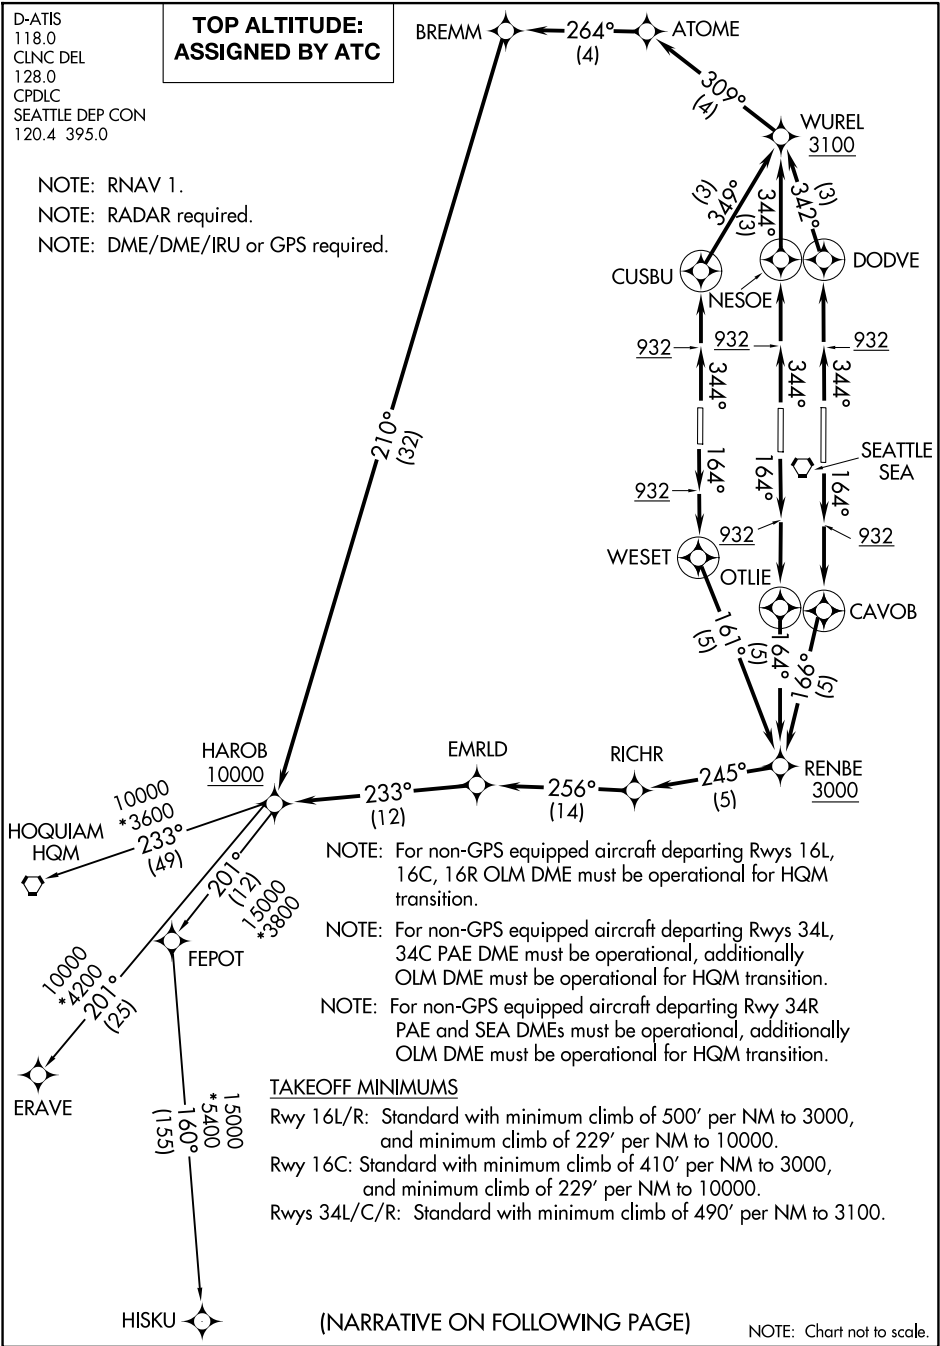 D-ATIS
118.0
CLNC DEL
128.0
CPDLC
SEATTLE DEP CON
120.4 395.0
TOP ALTITUDE:
ASSIGNED BY ATC
NOTE: RNAV 1.
NOTE: RADAR required.
NOTE: DME/DME/IRU or GPS required.
BREMM
264°
(4)
ATOME
309°
(4)
WUREL
3100
(3)
349°
(3)
344°
(3)
342°
CUSBU
NESOE
DODVE
932
932
932
344°
344°
344°
SEATTLE
SEA
164°
164°
164°
932
932
932
WESET
OTLIE
CAVOB
161°
(5)
164°
(5)
166°
(5)
210°
(32)
HAROB
10000
EMRLD
RICHR
RENBE
3000
233°
(12)
256°
(14)
245°
(5)
HOQUIAM
HQM
10000
*3600
233°
(49)
201°
(12)
15000
*3800
FEPOT
10000
*4200
201°
(25)
ERAVE
15000
*5400
160°
(155)
HISKU
NOTE: For non-GPS equipped aircraft departing Rwys 16L,
16C, 16R OLM DME must be operational for HQM
transition.
NOTE: For non-GPS equipped aircraft departing Rwys 34L,
34C PAE DME must be operational, additionally
OLM DME must be operational for HQM transition.
NOTE: For non-GPS equipped aircraft departing Rwy 34R
PAE and SEA DMEs must be operational, additionally
OLM DME must be operational for HQM transition.
TAKEOFF MINIMUMS
Rwy 16L/R: Standard with minimum climb of 500' per NM to 3000,
and minimum climb of 229' per NM to 10000.
Rwy 16C: Standard with minimum climb of 410' per NM to 3000,
and minimum climb of 229' per NM to 10000.
Rwys 34L/C/R: Standard with minimum climb of 490' per NM to 3100.
(NARRATIVE ON FOLLOWING PAGE)
NOTE: Chart not to scale.